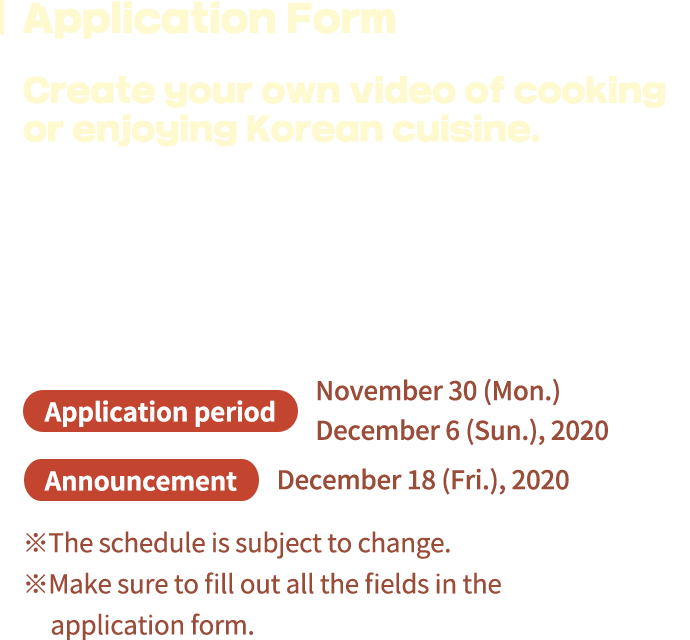 Application Form
Create your own video of cooking
or enjoying Korean cuisine.
Application period
November 30 (Mon.)
December 6 (Sun.), 2020
Announcement
December 18 (Fri.), 2020
※The schedule is subject to change.
※Make sure to fill out all the fields in the
application form.